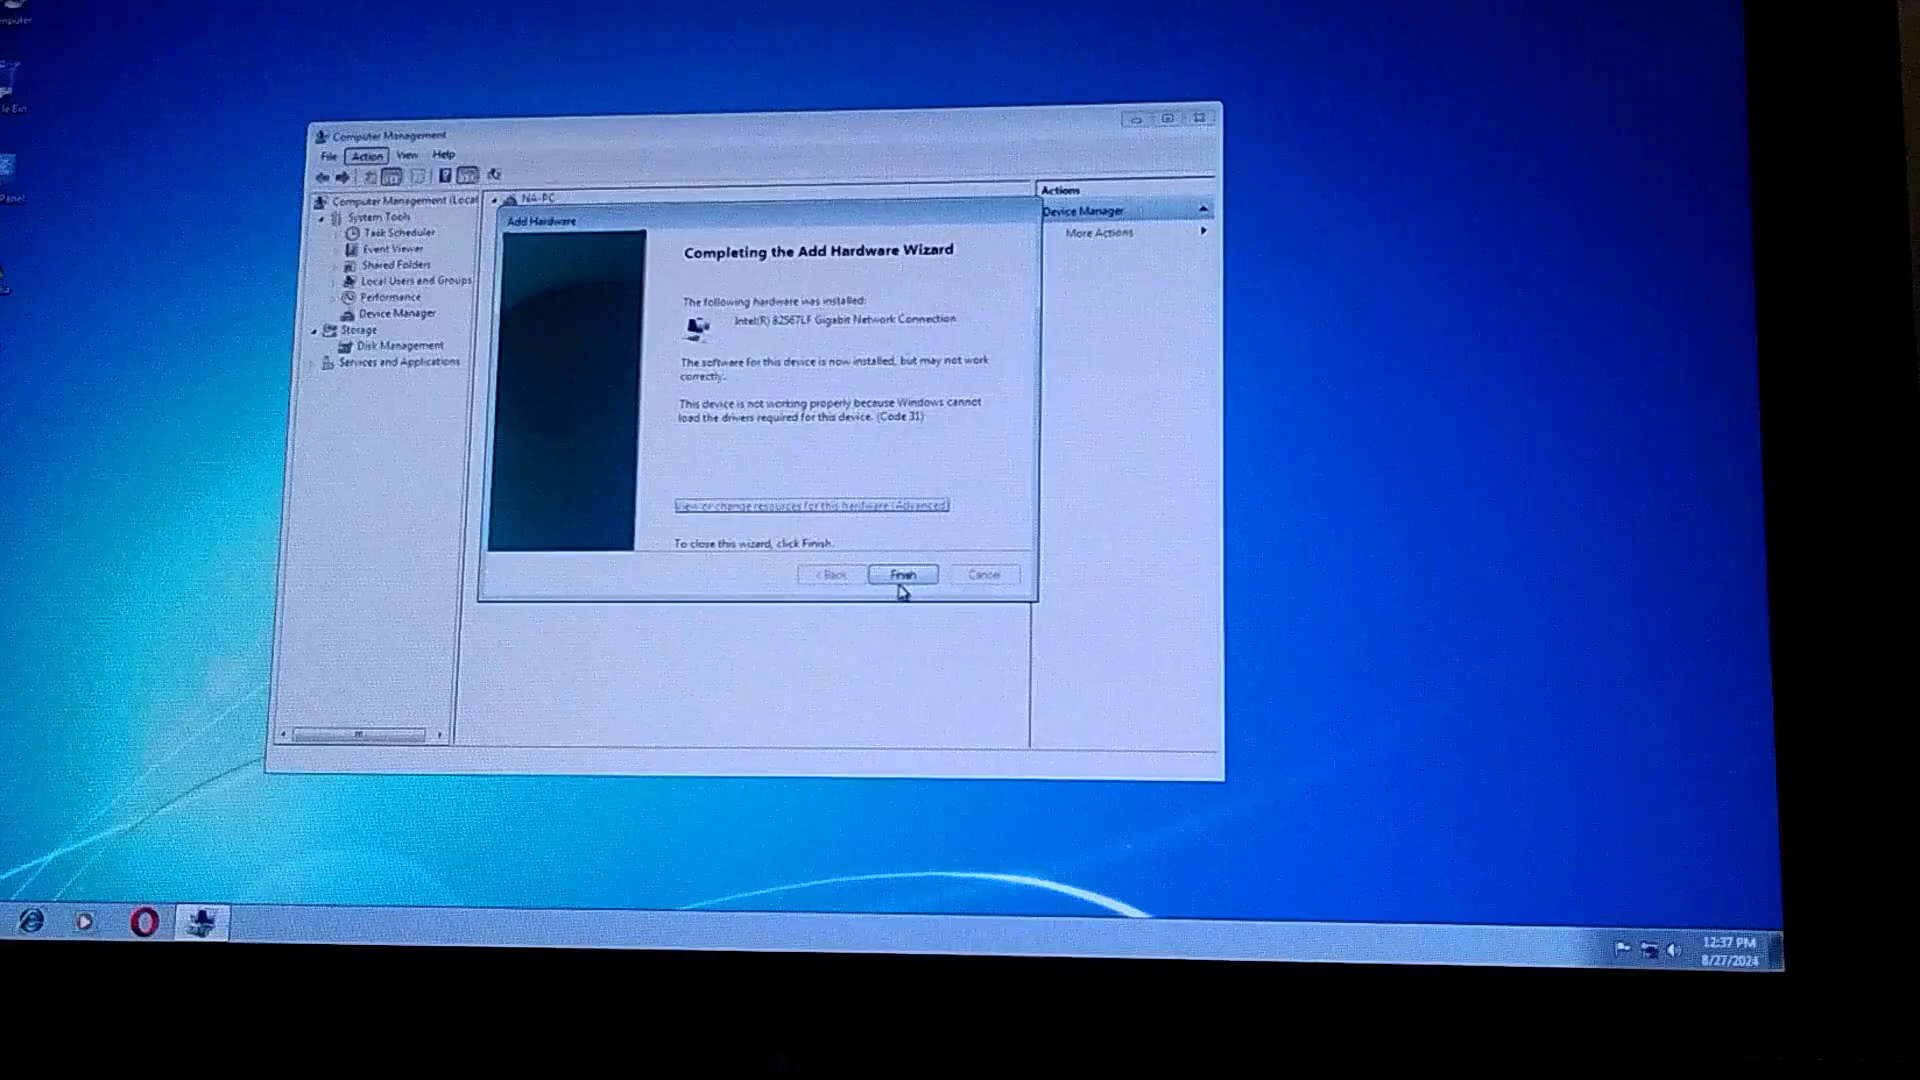 mputer
le Bin
Panel
Computer Management
File Action View Help
Computer Management (Local
System Tools
Task Scheduler
Event Viewer
Shared Folders
Local Users and Groups
Performance
Device Manager
Storage
Disk Management
Services and Applications
NA-PC
Add Hardware
Completing the Add Hardware Wizard
The following hardware was installed:
Intel(R) 82567LF Gigabit Network Connection
The software for this device is now installed, but may not work
correctly.
This device is not working properly because Windows cannot
load the drivers required for this device. (Code 31)
View or change resources for this hardware (Advanced)
To close this wizard, click Finish.
< Back Finish Cancel
Actions
Device Manager
More Actions
12:37 PM
8/27/2024